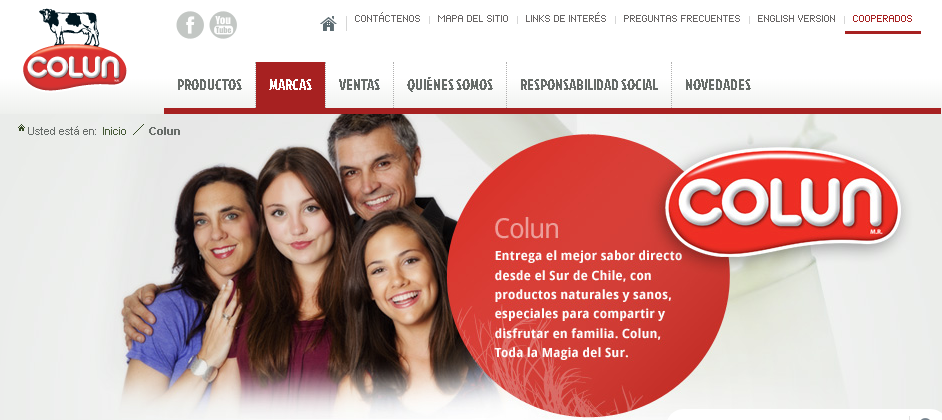 COLUN
f
You
Tube
CONTÁCTENOS
MAPA DEL SITIO
LINKS DE INTERÉS
PREGUNTAS FRECUENTES
ENGLISH VERSION
COOPERADOS
PRODUCTOS
MARCAS
VENTAS
QUIÉNES SOMOS
RESPONSABILIDAD SOCIAL
NOVEDADES
Usted está en: Inicio / Colun
COLUN
M.R.
Colun
Entrega el mejor sabor directo
desde el Sur de Chile, con
productos naturales y sanos,
especiales para compartir y
disfrutar en familia. Colun,
Toda la Magia del Sur.